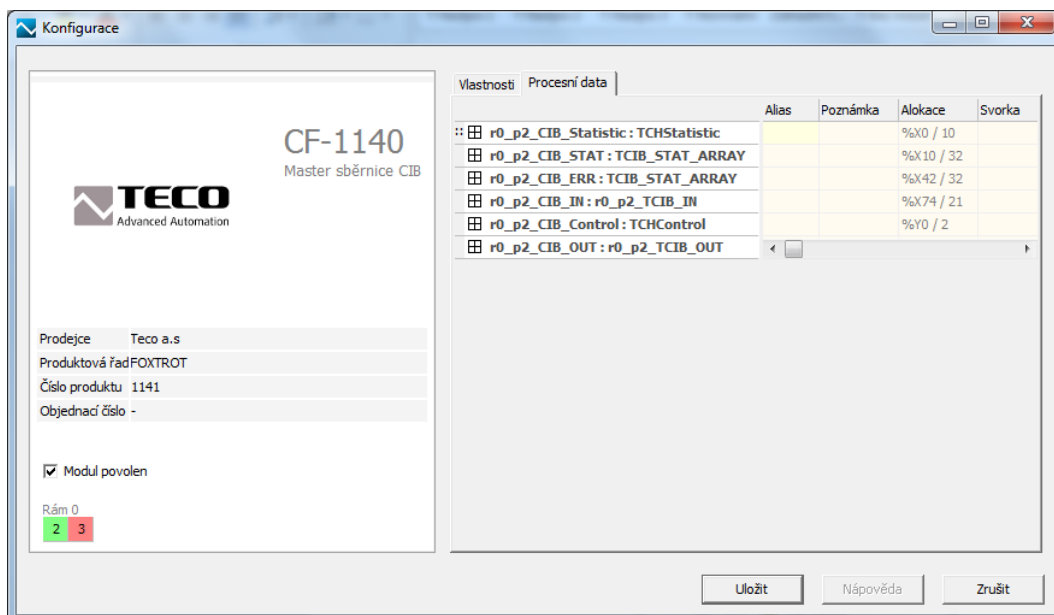 Konfigurace
CF-1140
Master sběrnice CIB
TECO
Advanced Automation
Prodejce Teco a.s
Produktová řad FOXTROT
Číslo produktu 1141
Objednací číslo -
Modul povolen
Rám 0
2 3
Vlastnosti Procesní data
Alias Poznámka Alokace Svorka
r0_p2_CIB_Statistic : TCHStatistic %X0 / 10
r0_p2_CIB_STAT : TCIB_STAT_ARRAY %X10 / 32
r0_p2_CIB_ERR : TCIB_STAT_ARRAY %X42 / 32
r0_p2_CIB_IN : r0_p2_TCIB_IN %X74 / 21
r0_p2_CIB_Control : TCHControl %Y0 / 2
r0_p2_CIB_OUT : r0_p2_TCIB_OUT
Uložit Nápověda Zrušit